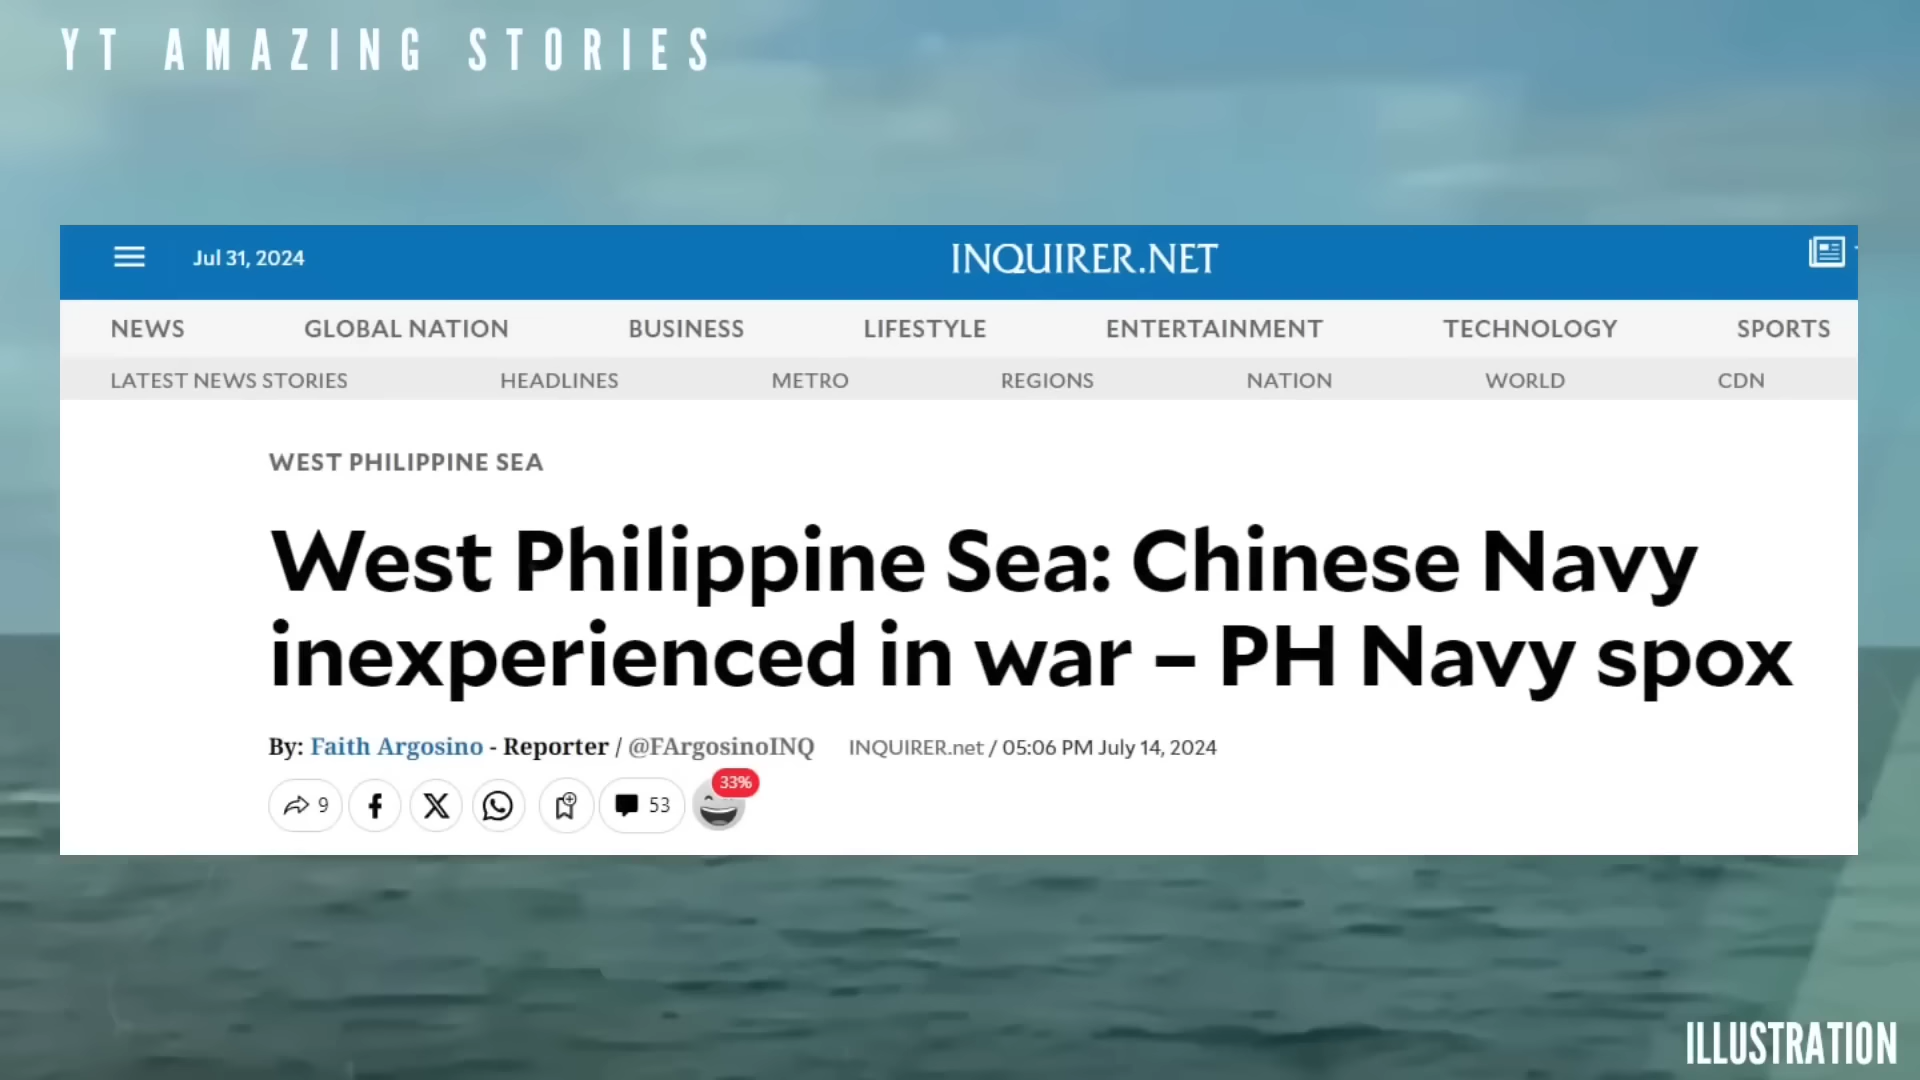 YT AMAZING STORIES
Jul 31, 2024 INQUIRER.NET
NEWS GLOBAL NATION BUSINESS LIFESTYLE ENTERTAINMENT TECHNOLOGY SPORTS
LATEST NEWS STORIES HEADLINES METRO REGIONS NATION WORLD CDN
WEST PHILIPPINE SEA
West Philippine Sea: Chinese Navy
inexperienced in war – PH Navy spox
By: Faith Argosino - Reporter / @FArgosinoINQ INQUIRER.net / 05:06 PM July 14, 2024
33%
9 53
ILLUSTRATION